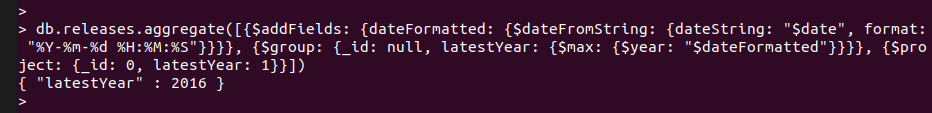 >
> db.releases.aggregate([{$addFields: {dateFormatted: {$dateFromString: {dateString: "$date", format:
 "%Y-%m-%d %H:%M:%S"}}}}, {$group: {_id: null, latestYear: {$max: {$year: "$dateFormatted"}}}}, {$pro
ject: {_id: 0, latestYear: 1}}])
{ "latestYear" : 2016 }
>